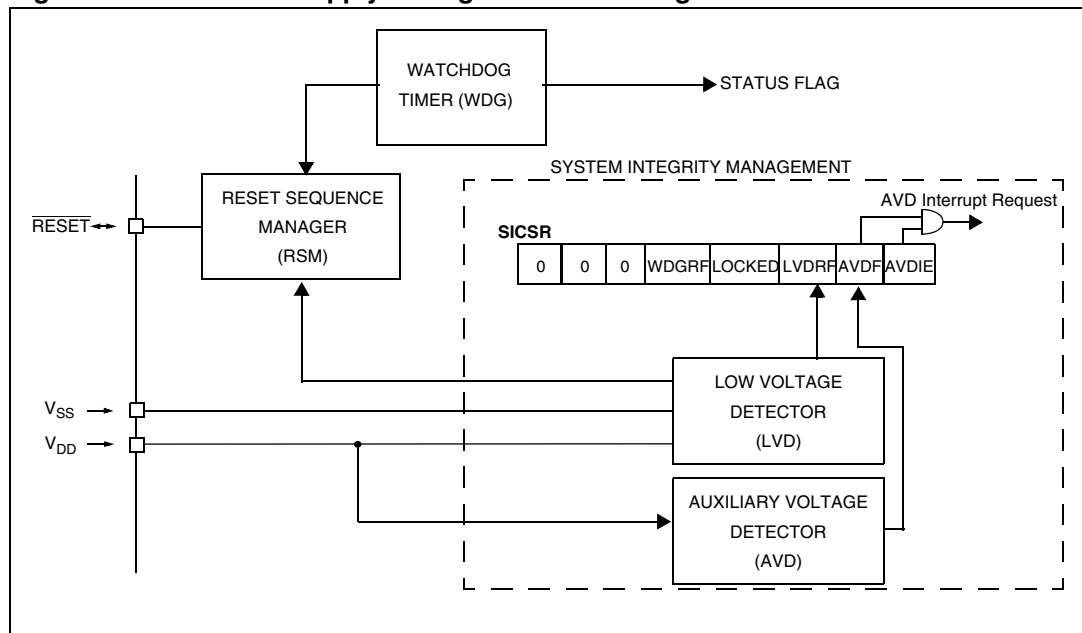 WATCHDOG
TIMER (WDG)
STATUS FLAG
SYSTEM INTEGRITY MANAGEMENT
RESET SEQUENCE
MANAGER
(RSM)
RESET
AVD Interrupt Request
SICSR
0 0 0 WDGRF LOCKED LVDRF AVDF AVDIE
LOW VOLTAGE
DETECTOR
(LVD)
VSS
VDD
AUXILIARY VOLTAGE
DETECTOR
(AVD)